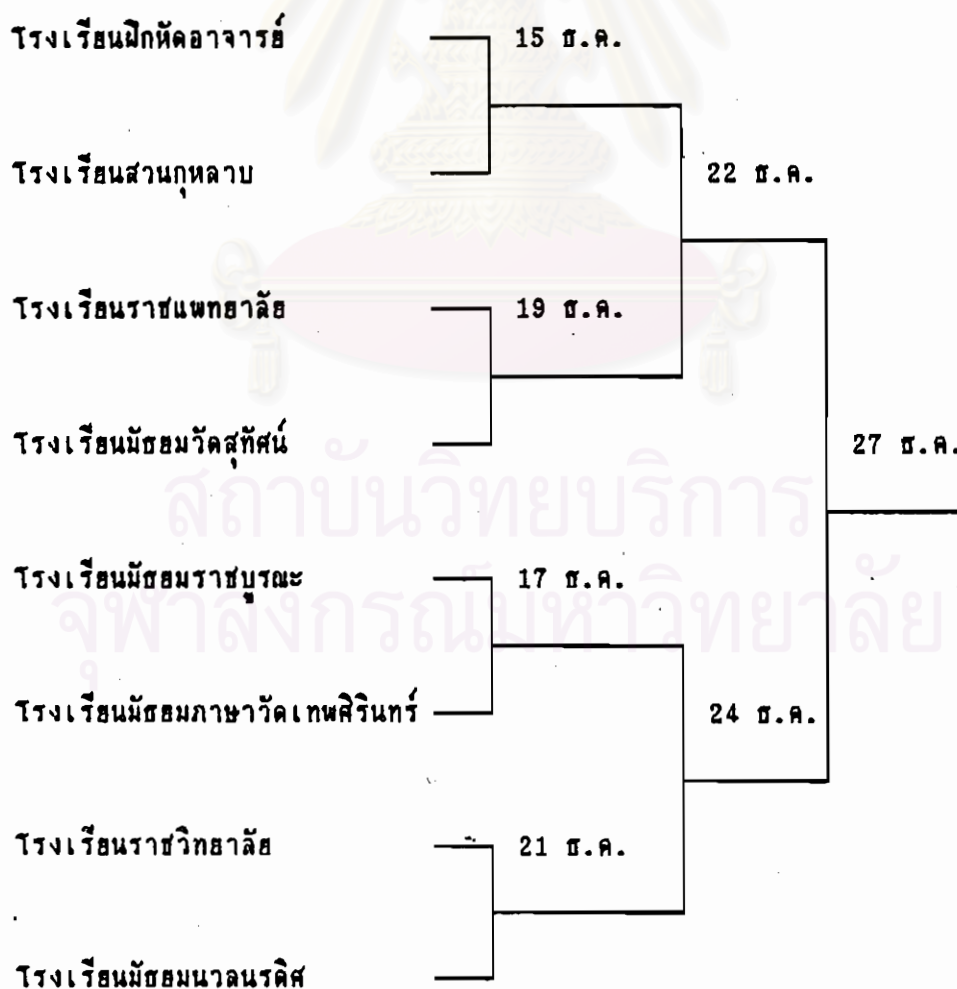 โรงเรียนฝึกหัดอาจารย์ 15 ธ.ค.
โรงเรียนสวนกุหลาบ 22 ธ.ค.
โรงเรียนราชแพทยาลัย 19 ธ.ค.
โรงเรียนมัธยมวัดสุทัศน์ 27 ธ.ค.
สถาบันวิทยบริการ
โรงเรียนมัธยมราชบูรณะ 17 ธ.ค.
จุฬาลงกรณ์มหาวิทยาลัย
โรงเรียนมัธยมภาษาวัดเทพศิรินทร์ 24 ธ.ค.
โรงเรียนราชวิทยาลัย 21 ธ.ค.
โรงเรียนมัธยมนวลนรดิศ